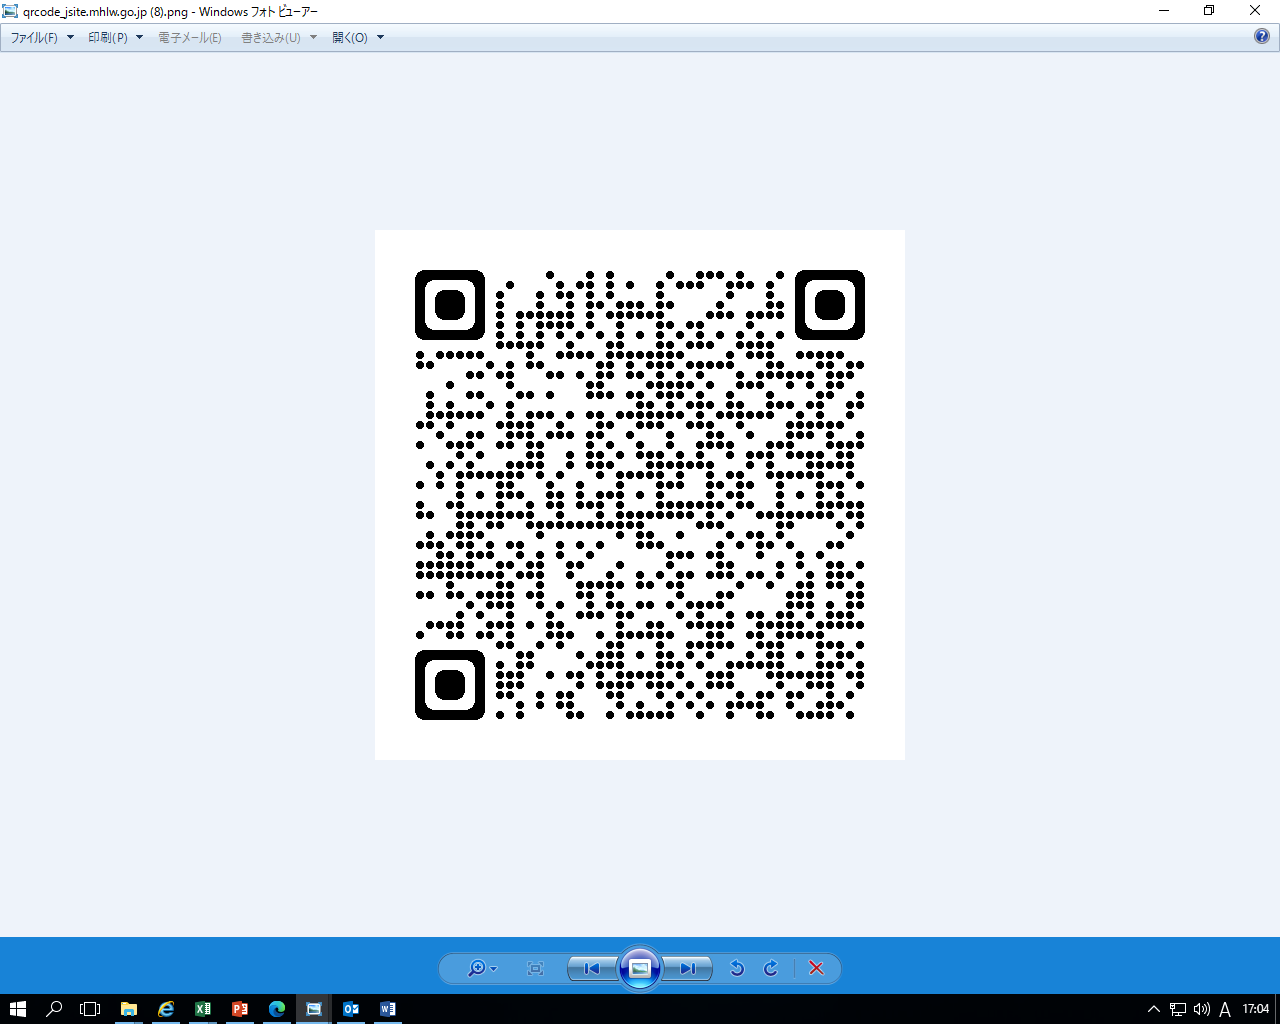 qrcode_jsite.mhlw.go.jp (8).png - Windows フォト ビューアー
ファイル(F) 印刷(P) 電子メール(E) 書き込み(U) 開く(O)
A 17:04